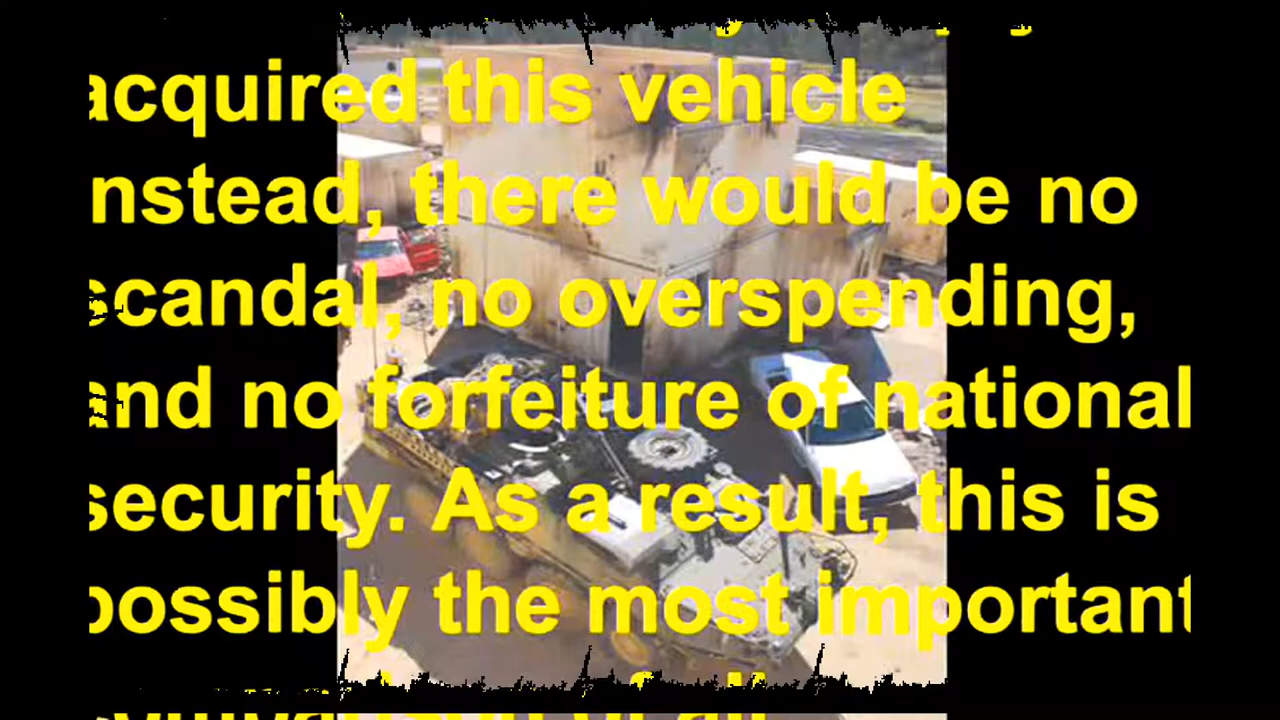 acquired this vehicle
instead, there would be no
scandal, no overspending,
and no forfeiture of national
security. As a result, this is
possibly the most important